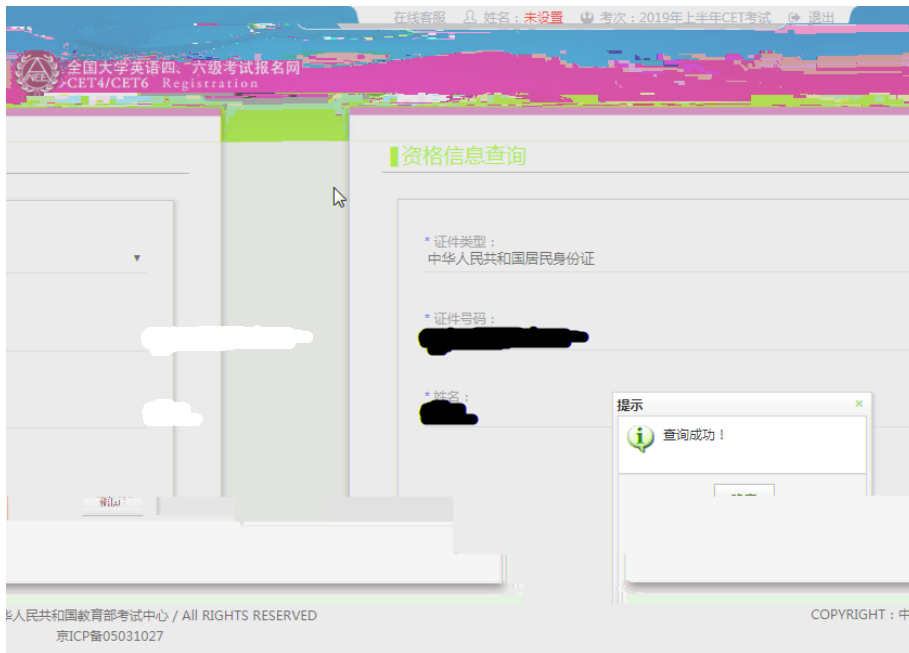 在线客服 姓名：未设置 考次：2019年上半年CET考试 退出
全国大学英语四、六级考试报名网
CET4/CET6 Registration
资格信息查询
* 证件类型：
中华人民共和国居民身份证
* 证件号码：
* 姓名：
提示 ×
查询成功！
华人民共和国教育部考试中心 / All RIGHTS RESERVED
COPYRIGHT：中
京ICP备05031027